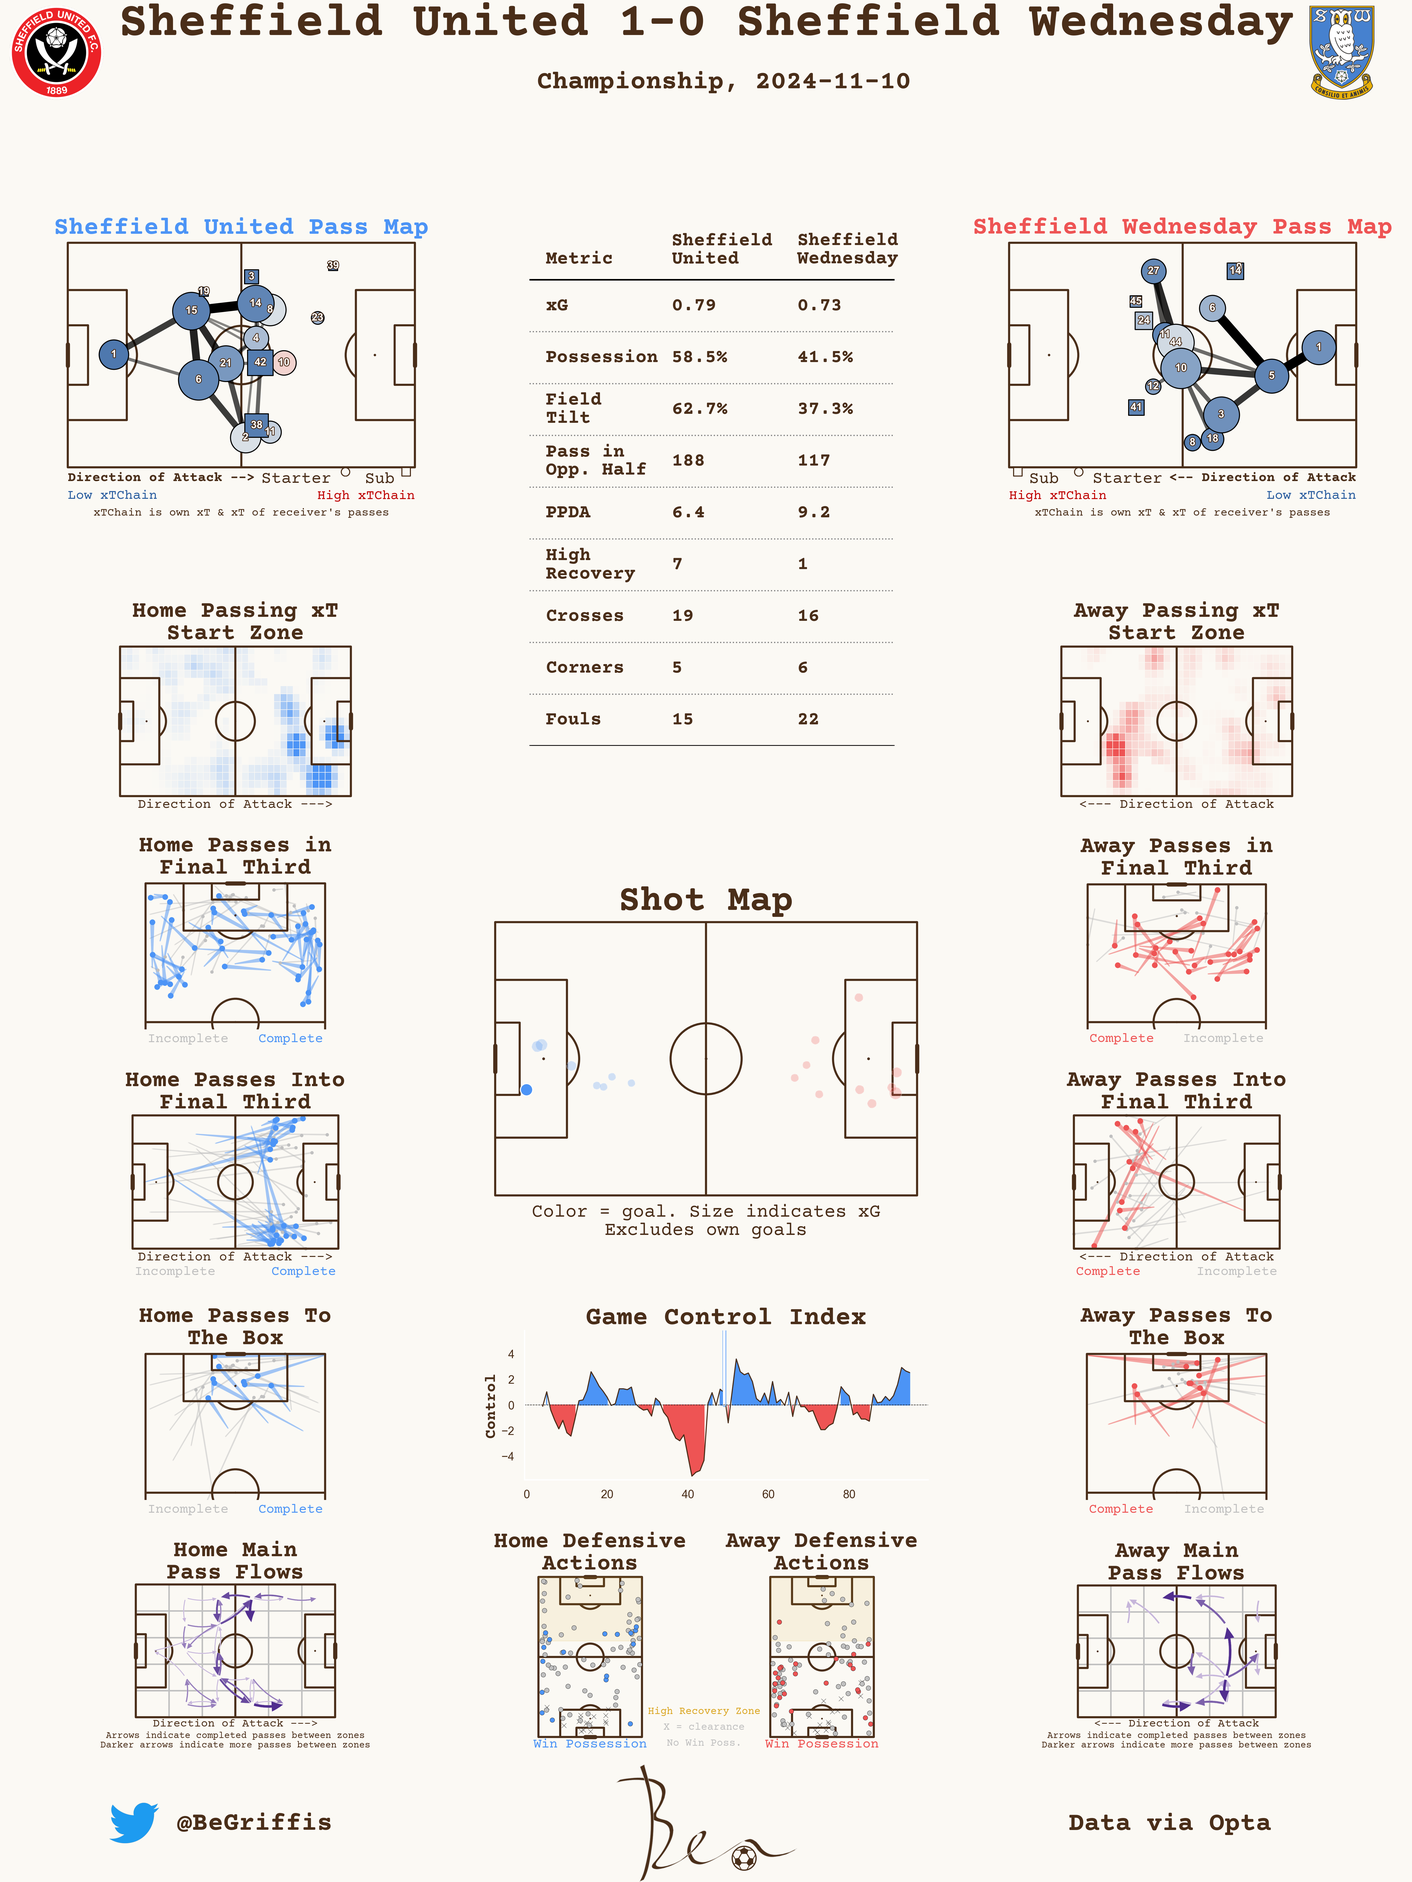 Sheffield United 1-0 Sheffield Wednesday
Championship, 2024-11-10
SHEFFIELD UNITED F.C.
1889
S W
CONSILIO ET ANIMIS
Sheffield United Pass Map
39
3
19
14
8
15
23
4
1
21
42
10
6
38
11
2
Direction of Attack --> Starter Sub
Low xTChain High xTChain
xTChain is own xT & xT of receiver's passes
Metric Sheffield United Sheffield Wednesday
xG 0.79 0.73
Possession 58.5% 41.5%
Field Tilt 62.7% 37.3%
Pass in Opp. Half 188 117
PPDA 6.4 9.2
High Recovery 7 1
Crosses 19 16
Corners 5 6
Fouls 15 22
Sheffield Wednesday Pass Map
27
14
45
6
24
11
44
1
10
5
12
41
3
8
18
Sub Starter <-- Direction of Attack
High xTChain Low xTChain
xTChain is own xT & xT of receiver's passes
Home Passing xT
Start Zone
Direction of Attack --->
Away Passing xT
Start Zone
<--- Direction of Attack
Home Passes in
Final Third
Incomplete Complete
Away Passes in
Final Third
Complete Incomplete
Shot Map
Color = goal. Size indicates xG
Excludes own goals
Home Passes Into
Final Third
Direction of Attack --->
Incomplete Complete
Away Passes Into
Final Third
<--- Direction of Attack
Complete Incomplete
Home Passes To
The Box
Incomplete Complete
Game Control Index
Control
4
2
0
−2
−4
0 20 40 60 80
Away Passes To
The Box
Complete Incomplete
Home Main
Pass Flows
Direction of Attack --->
Arrows indicate completed passes between zones
Darker arrows indicate more passes between zones
Home Defensive
Actions
Win Possession
High Recovery Zone
X = clearance
No Win Poss.
Away Defensive
Actions
Win Possession
Away Main
Pass Flows
<--- Direction of Attack
Arrows indicate completed passes between zones
Darker arrows indicate more passes between zones
@BeGriffis
Ben
Data via Opta